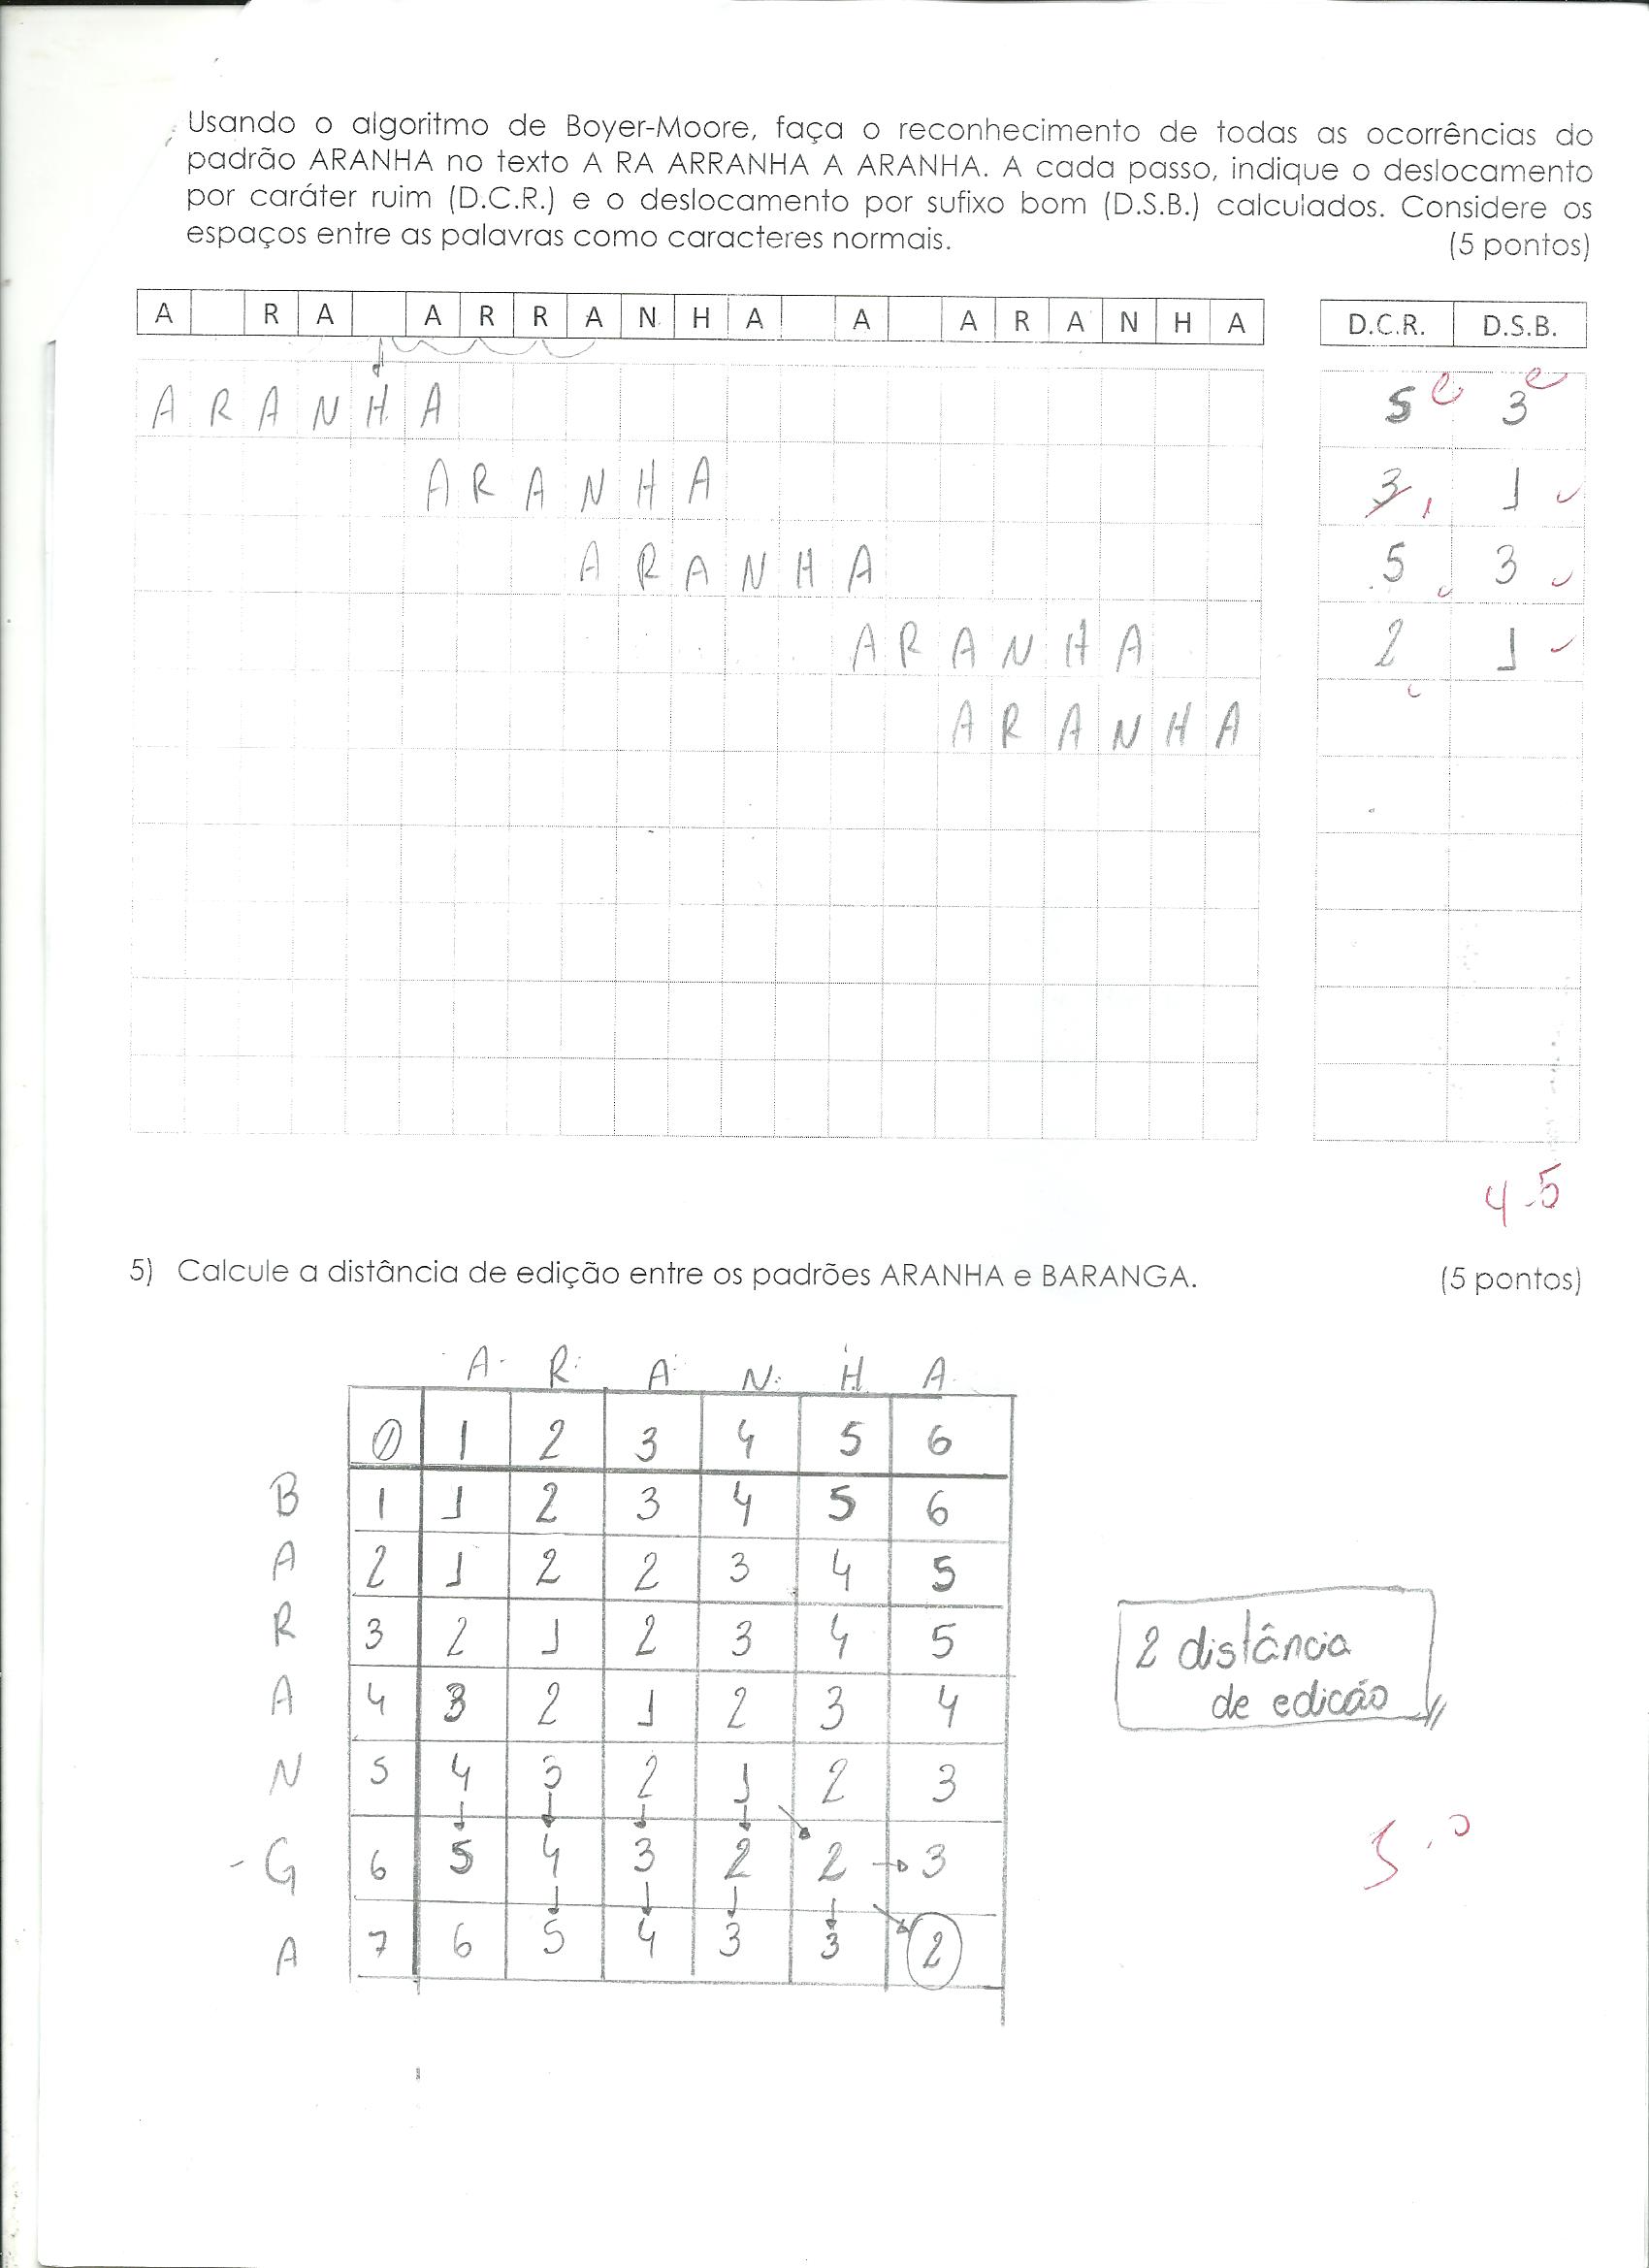 Usando o algoritmo de Boyer-Moore, faça o reconhecimento de todas as ocorrências do
padrão ARANHA no texto A RA ARRANHA A ARANHA. A cada passo, indique o deslocamento
por caráter ruim (D.C.R.) e o deslocamento por sufixo bom (D.S.B.) calculados. Considere os
espaços entre as palavras como caracteres normais. (5 pontos)
A R A A R R A N H A A A R A N H A D.C.R. D.S.B.
A R A N H A 5 3
A R A N H A 3 1 1
A R A N H A 5 3
A R A N H A 2 1
A R A N H A
4.5
5) Calcule a distância de edição entre os padrões ARANHA e BARANGA. (5 pontos)
A R A N H A
0 1 2 3 4 5 6
B 1 1 2 3 4 5 6
A 2 1 2 2 3 4 5
R 3 2 1 2 3 4 5
A 4 3 2 1 2 3 4
N 5 4 3 2 1 2 3
- G 6 5 4 3 2 2 3
A 7 6 5 4 3 3 2
2 distância
de edicão
5.0